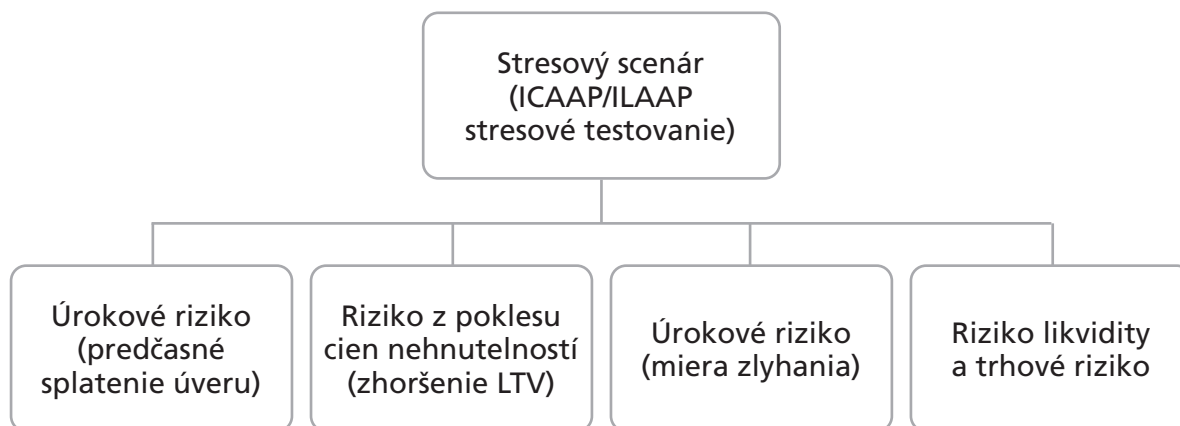 Stresový scenár
(ICAAP/ILAAP
stresové testovanie)
Úrokové riziko
(predčasné
splatenie úveru)
Riziko z poklesu
cien nehnutelností
(zhoršenie LTV)
Úrokové riziko
(miera zlyhania)
Riziko likvidity
a trhové riziko